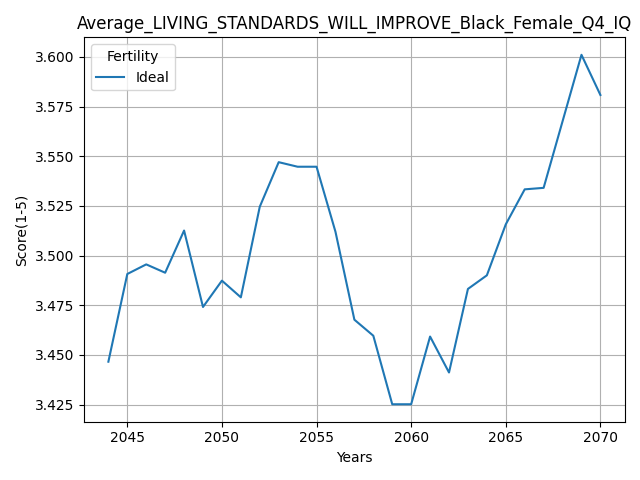 Average_LIVING_STANDARDS_WILL_IMPROVE_Black_Female_Q4_IQ
Fertility
Ideal
Score(1-5)
3.600
3.575
3.550
3.525
3.500
3.475
3.450
3.425
2045 2050 2055 2060 2065 2070
Years